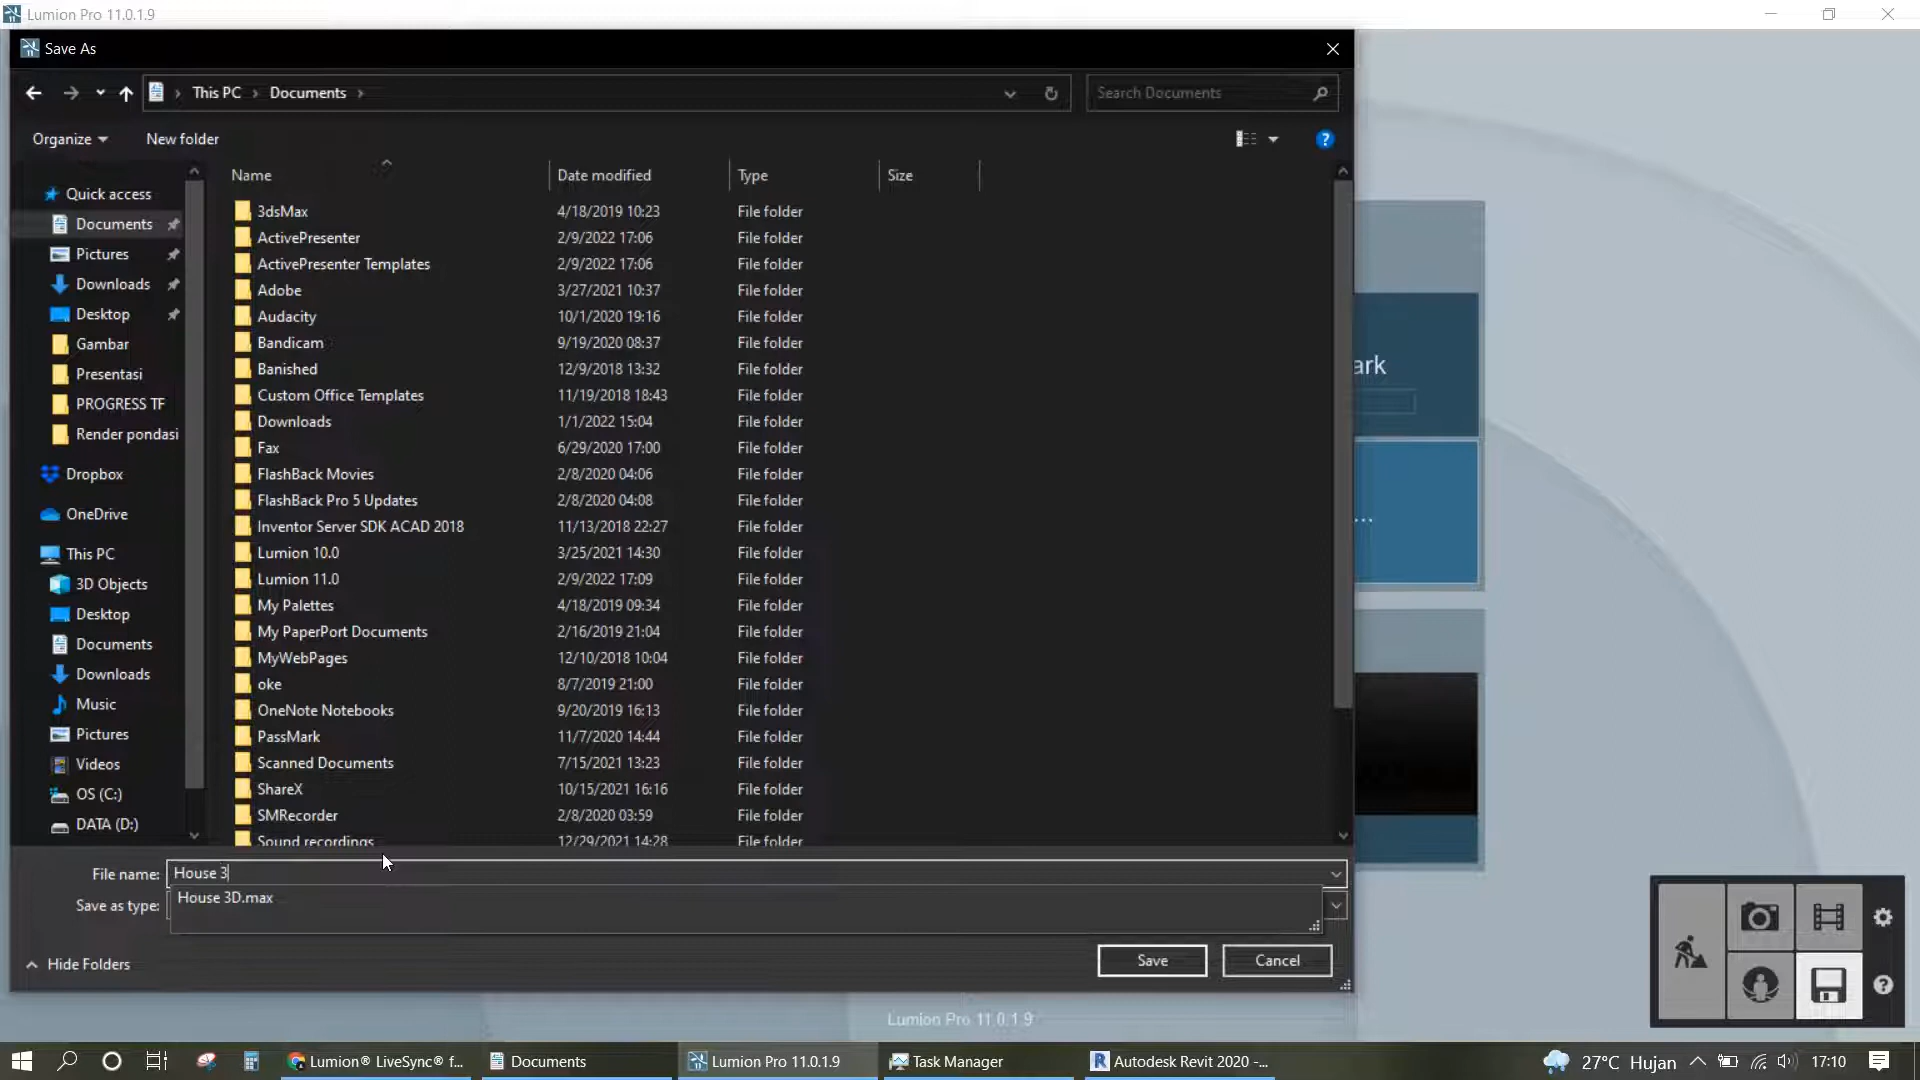 Lumion Pro 11.0.1.9
Save As
This PC
Documents
Search Documents
Organize
New folder
?
Name
Date modified
Type
Size
Quick access
Documents
Pictures
Downloads
Desktop
Gambar
Presentasi
PROGRESS TF
Render pondasi
Dropbox
OneDrive
This PC
3D Objects
Desktop
Documents
Downloads
Music
Pictures
Videos
OS (C:)
DATA (D:)
3dsMax 4/18/2019 10:23 File folder
ActivePresenter 2/9/2022 17:06 File folder
ActivePresenter Templates 2/9/2022 17:06 File folder
Adobe 3/27/2021 10:37 File folder
Audacity 10/1/2020 19:16 File folder
Bandicam 9/19/2020 08:37 File folder
Banished 12/9/2018 13:32 File folder
Custom Office Templates 11/19/2018 18:43 File folder
Downloads 1/1/2022 15:04 File folder
Fax 6/29/2020 17:00 File folder
FlashBack Movies 2/8/2020 04:06 File folder
FlashBack Pro 5 Updates 2/8/2020 04:08 File folder
Inventor Server SDK ACAD 2018 11/13/2018 22:27 File folder
Lumion 10.0 3/25/2021 14:30 File folder
Lumion 11.0 2/9/2022 17:09 File folder
My Palettes 4/18/2019 09:34 File folder
My PaperPort Documents 2/16/2019 21:04 File folder
MyWebPages 12/10/2018 10:04 File folder
oke 8/7/2019 21:00 File folder
OneNote Notebooks 9/20/2019 16:13 File folder
PassMark 11/7/2020 14:44 File folder
Scanned Documents 7/15/2021 13:23 File folder
ShareX 10/15/2021 16:16 File folder
SMRecorder 2/8/2020 03:59 File folder
Sound recordings 12/29/2021 14:28 File folder
ark
...
File name: House 3
House 3D.max
Save as type:
Hide Folders
Save
Cancel
?
Lumion Pro 11.0.1.9
Lumion® LiveSync® f...
Documents
Lumion Pro 11.0.1.9
Task Manager
Autodesk Revit 2020 -...
27°C Hujan
17:10